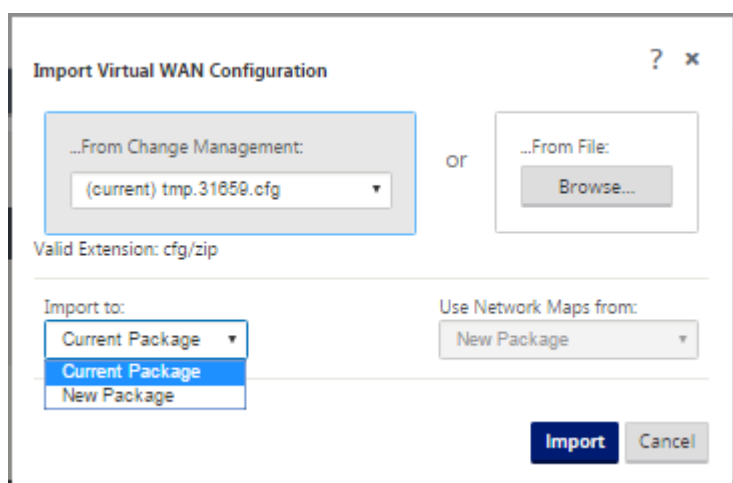 Import Virtual WAN Configuration
? ×
...From Change Management:
(current) tmp.31659.cfg
or
...From File:
Browse...
Valid Extension: cfg/zip
Import to:
Current Package
Current Package
New Package
Use Network Maps from:
New Package
Import
Cancel